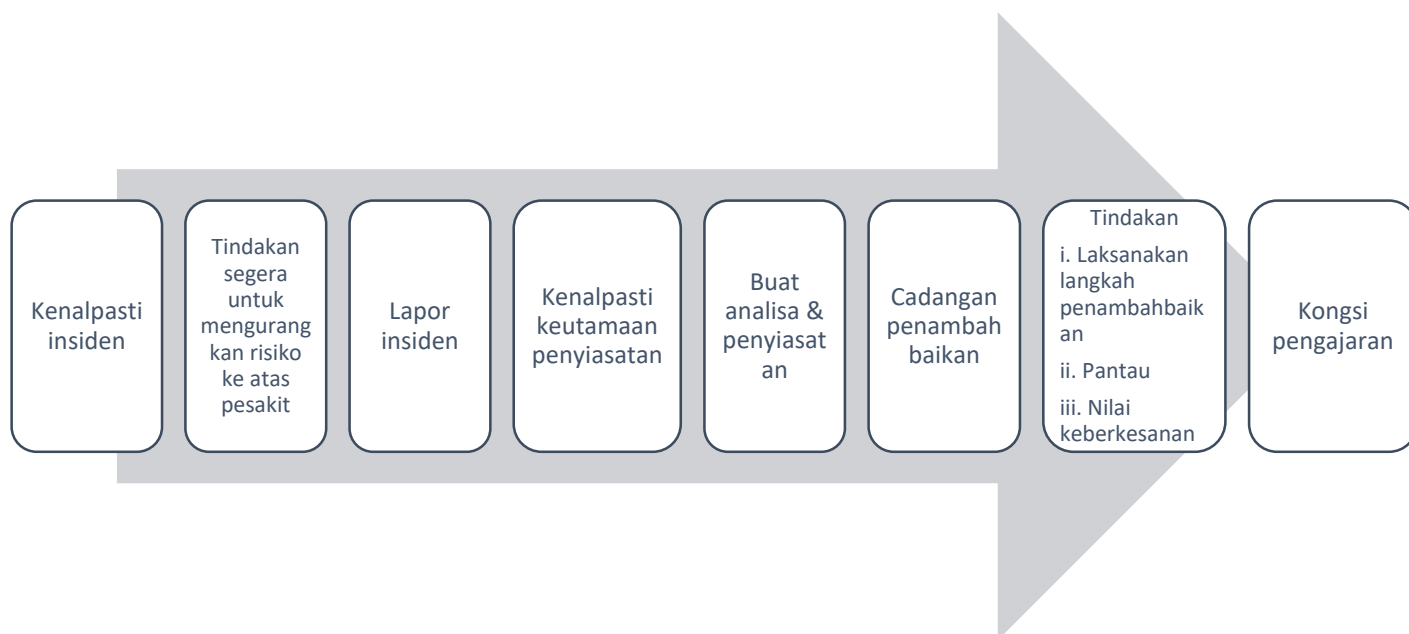 Kenalpasti
insiden
Tindakan
segera
untuk
mengurang
kan risiko
ke atas
pesakit
Lapor
insiden
Kenalpasti
keutamaan
penyiasatan
Buat
analisa &
penyiasat
an
Cadangan
penambah
baikan
Tindakan
i. Laksanakan
langkah
penambahbaik
an
ii. Pantau
iii. Nilai
keberkesanan
Kongsi
pengajaran